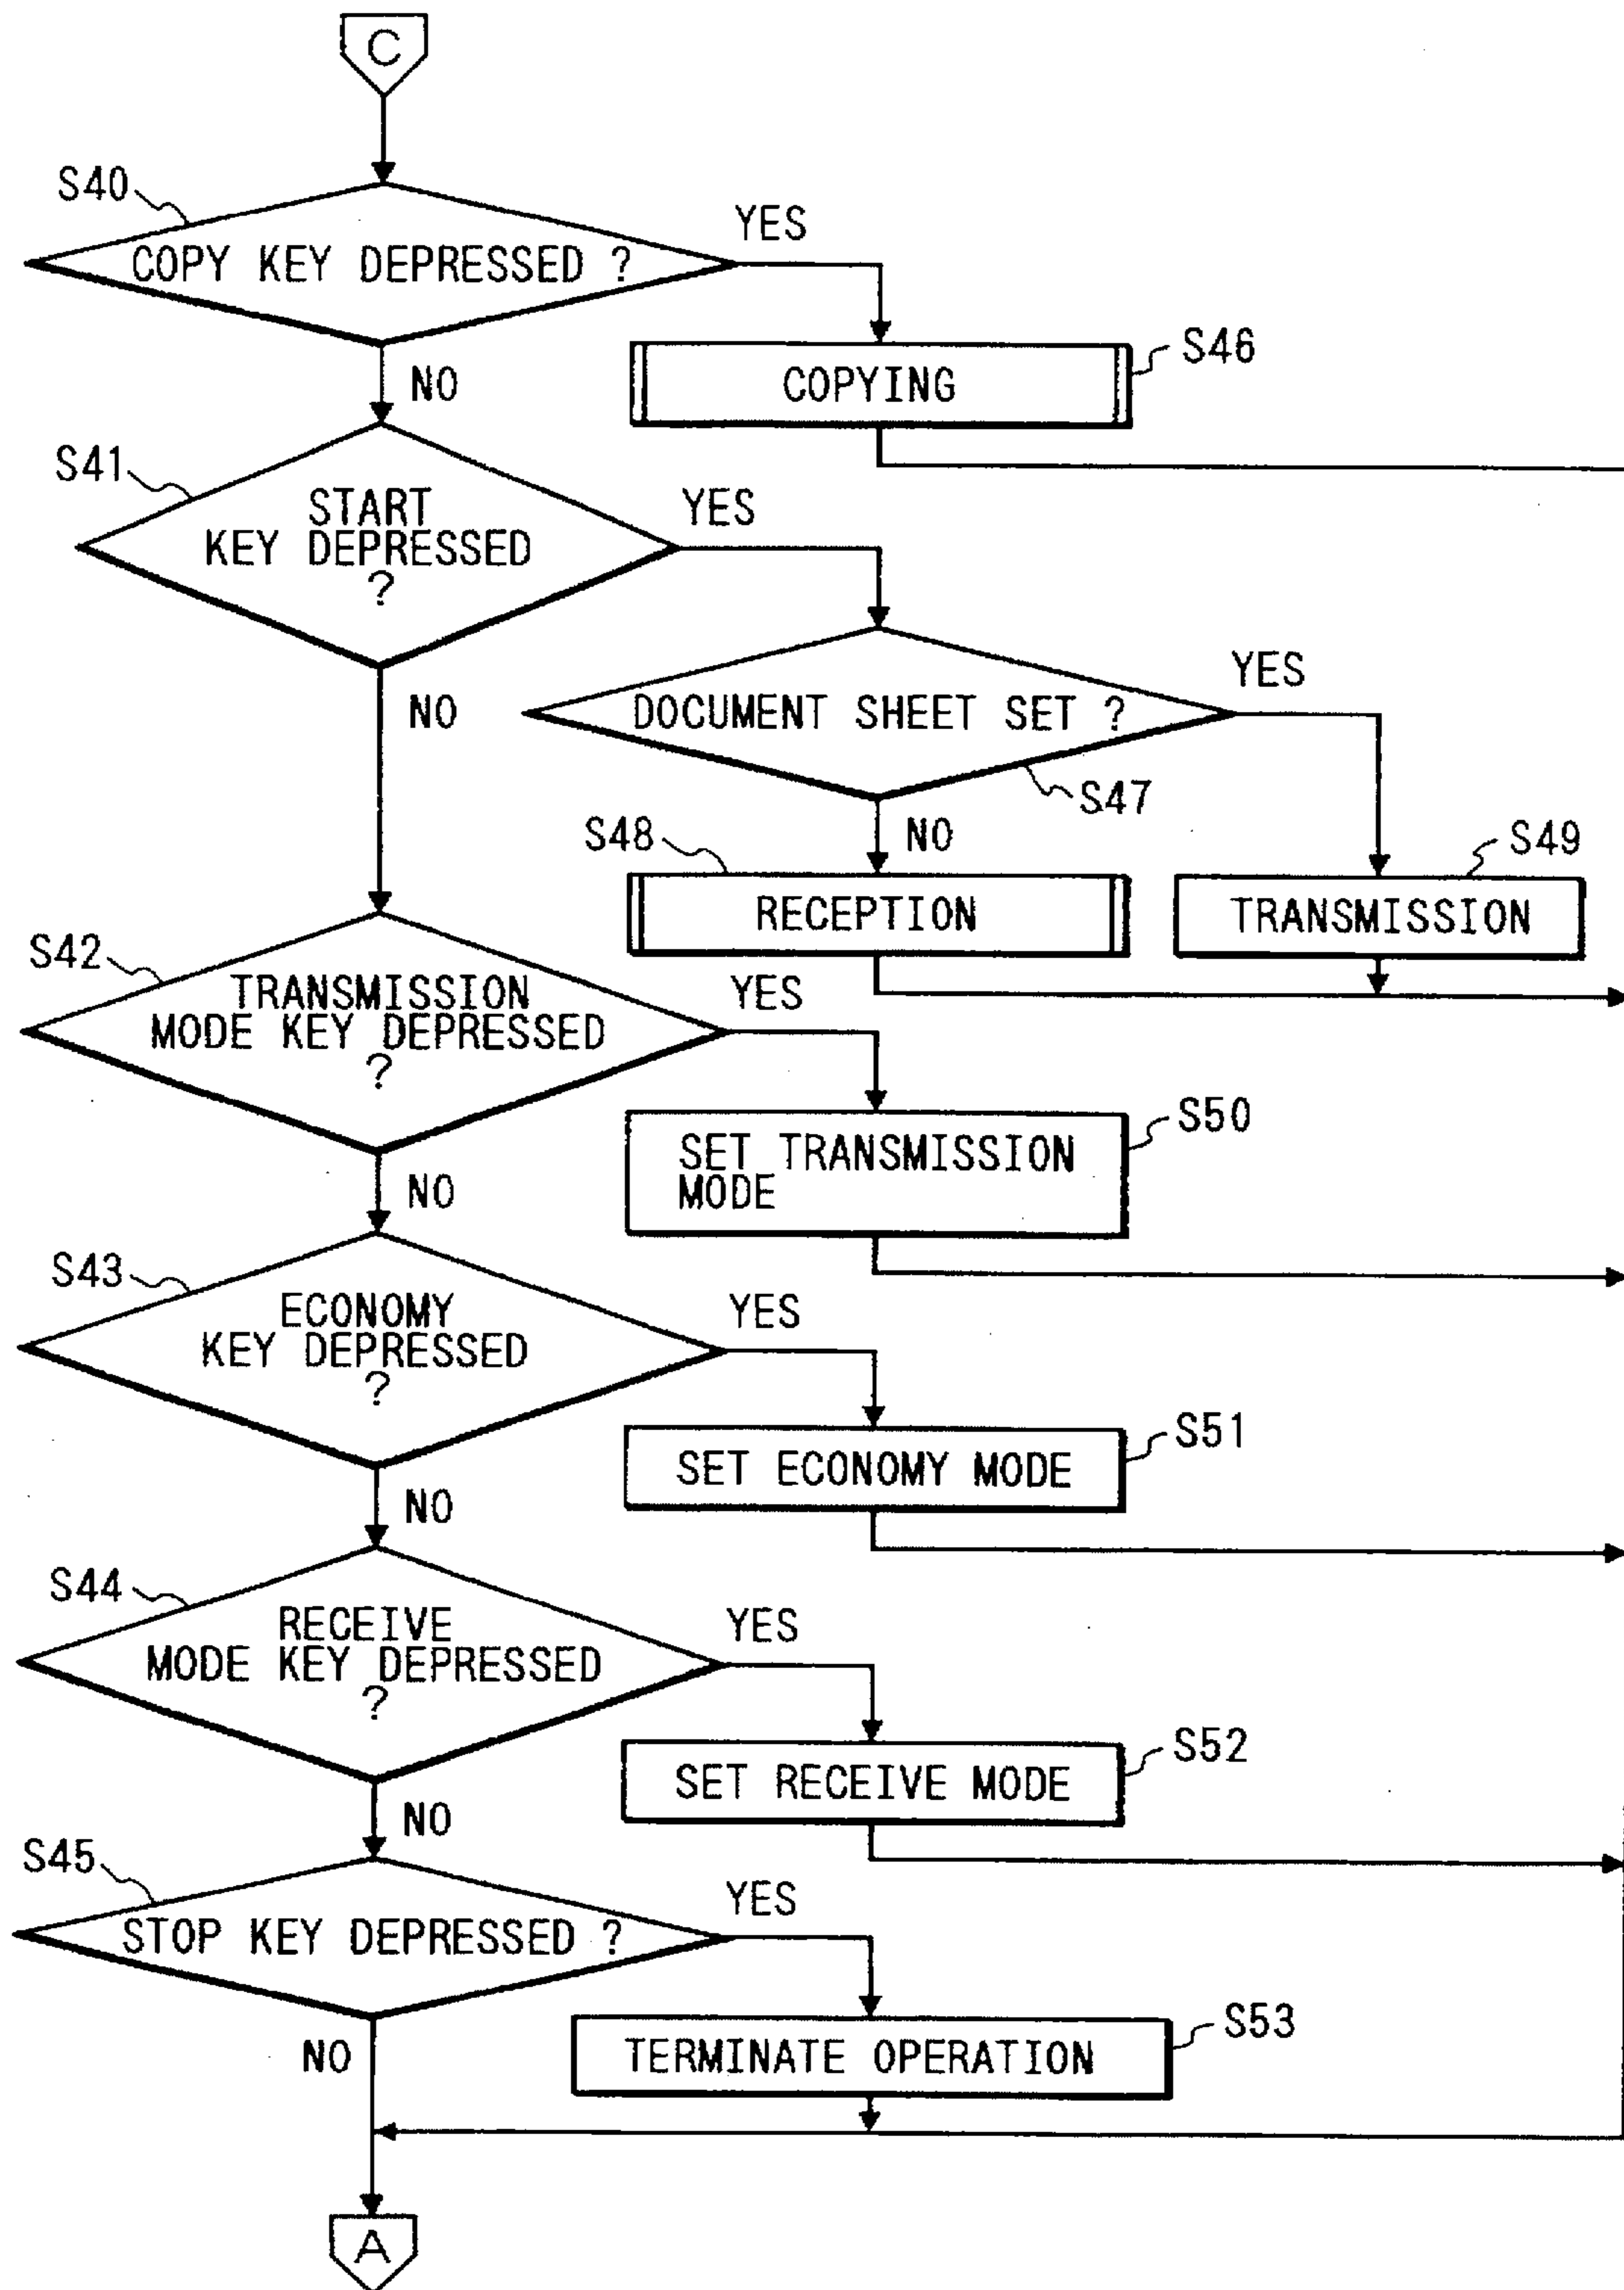 C
S40
COPY KEY DEPRESSED ?
YES
NO
COPYING
S46
S41
START
KEY DEPRESSED
?
YES
NO
DOCUMENT SHEET SET ?
YES
S47
NO
S48
RECEPTION
S49
TRANSMISSION
S42
TRANSMISSION
MODE KEY DEPRESSED
?
YES
NO
SET TRANSMISSION
MODE
S50
S43
ECONOMY
KEY DEPRESSED
?
YES
NO
SET ECONOMY MODE
S51
S44
RECEIVE
MODE KEY DEPRESSED
?
YES
NO
SET RECEIVE MODE
S52
S45
STOP KEY DEPRESSED ?
YES
NO
TERMINATE OPERATION
S53
A